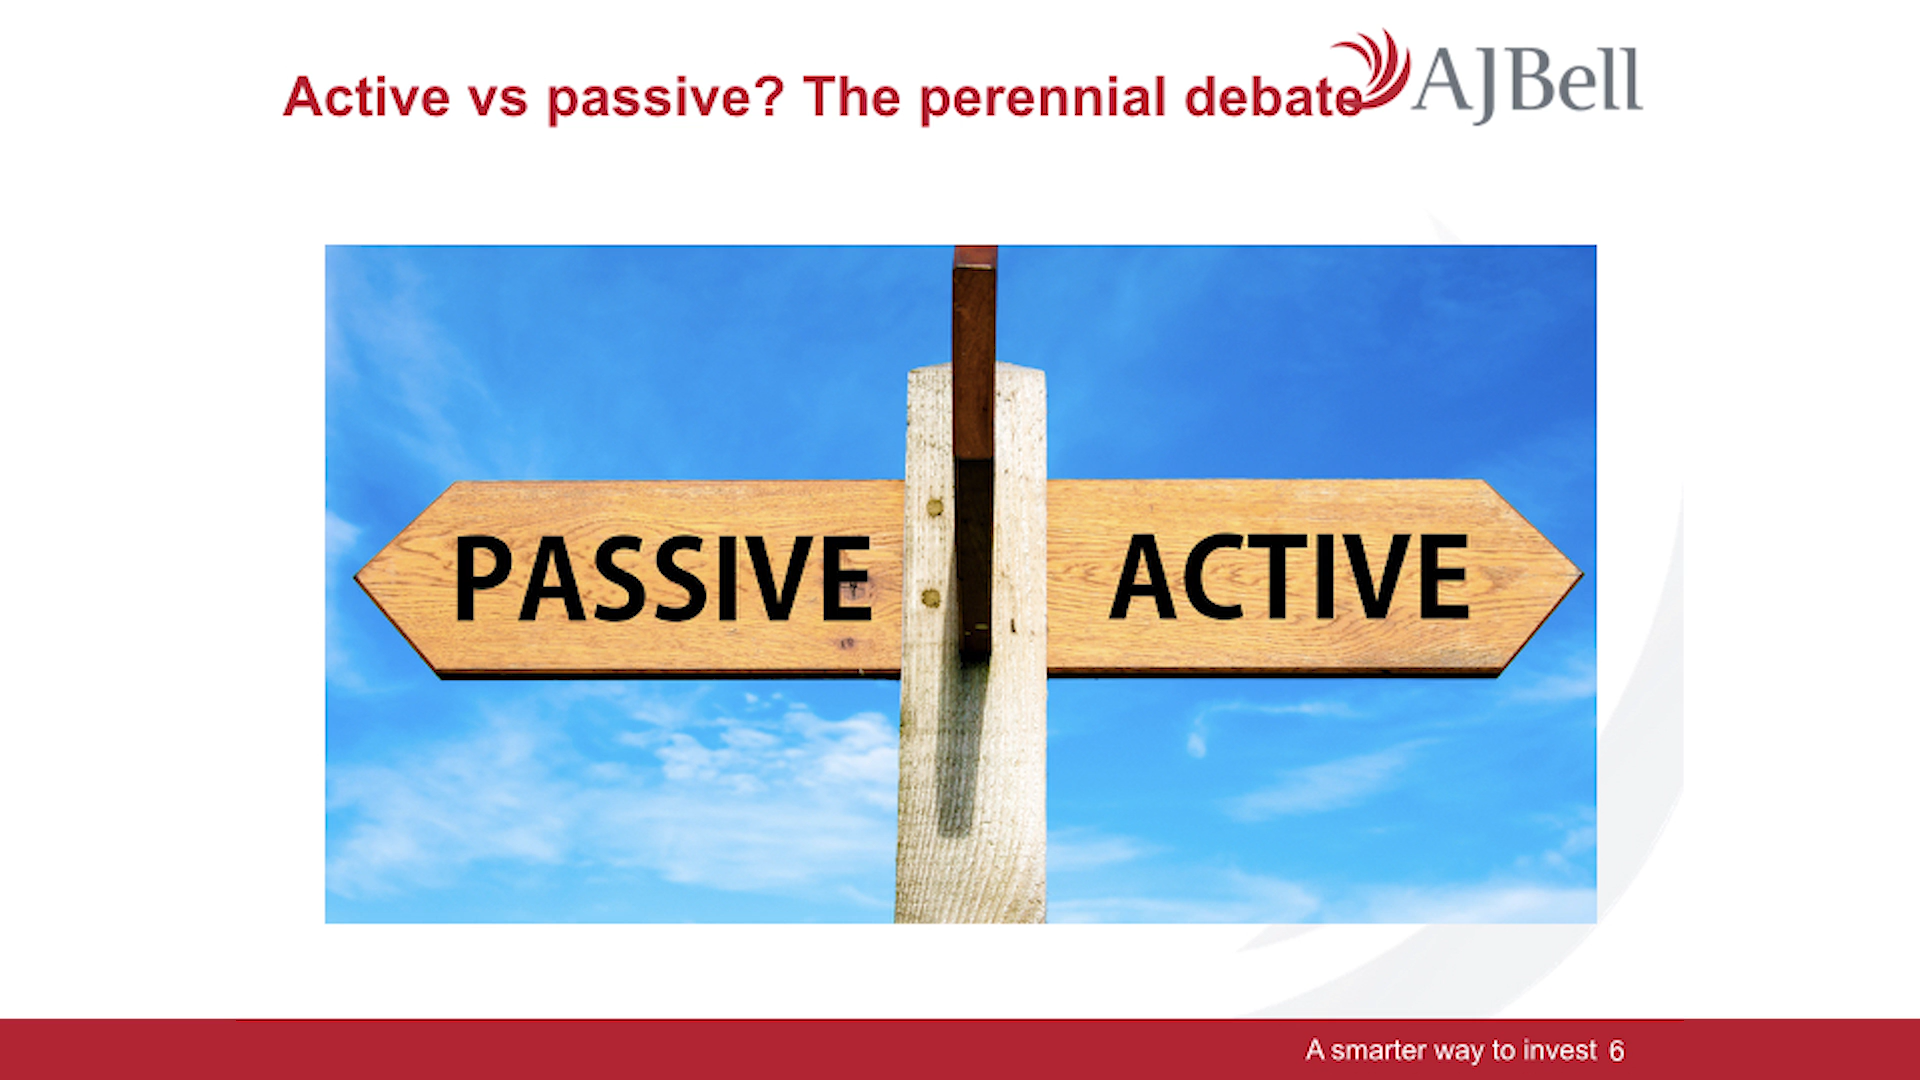 Active vs passive? The perennial debate
AJBell
PASSIVE
ACTIVE
A smarter way to invest 6